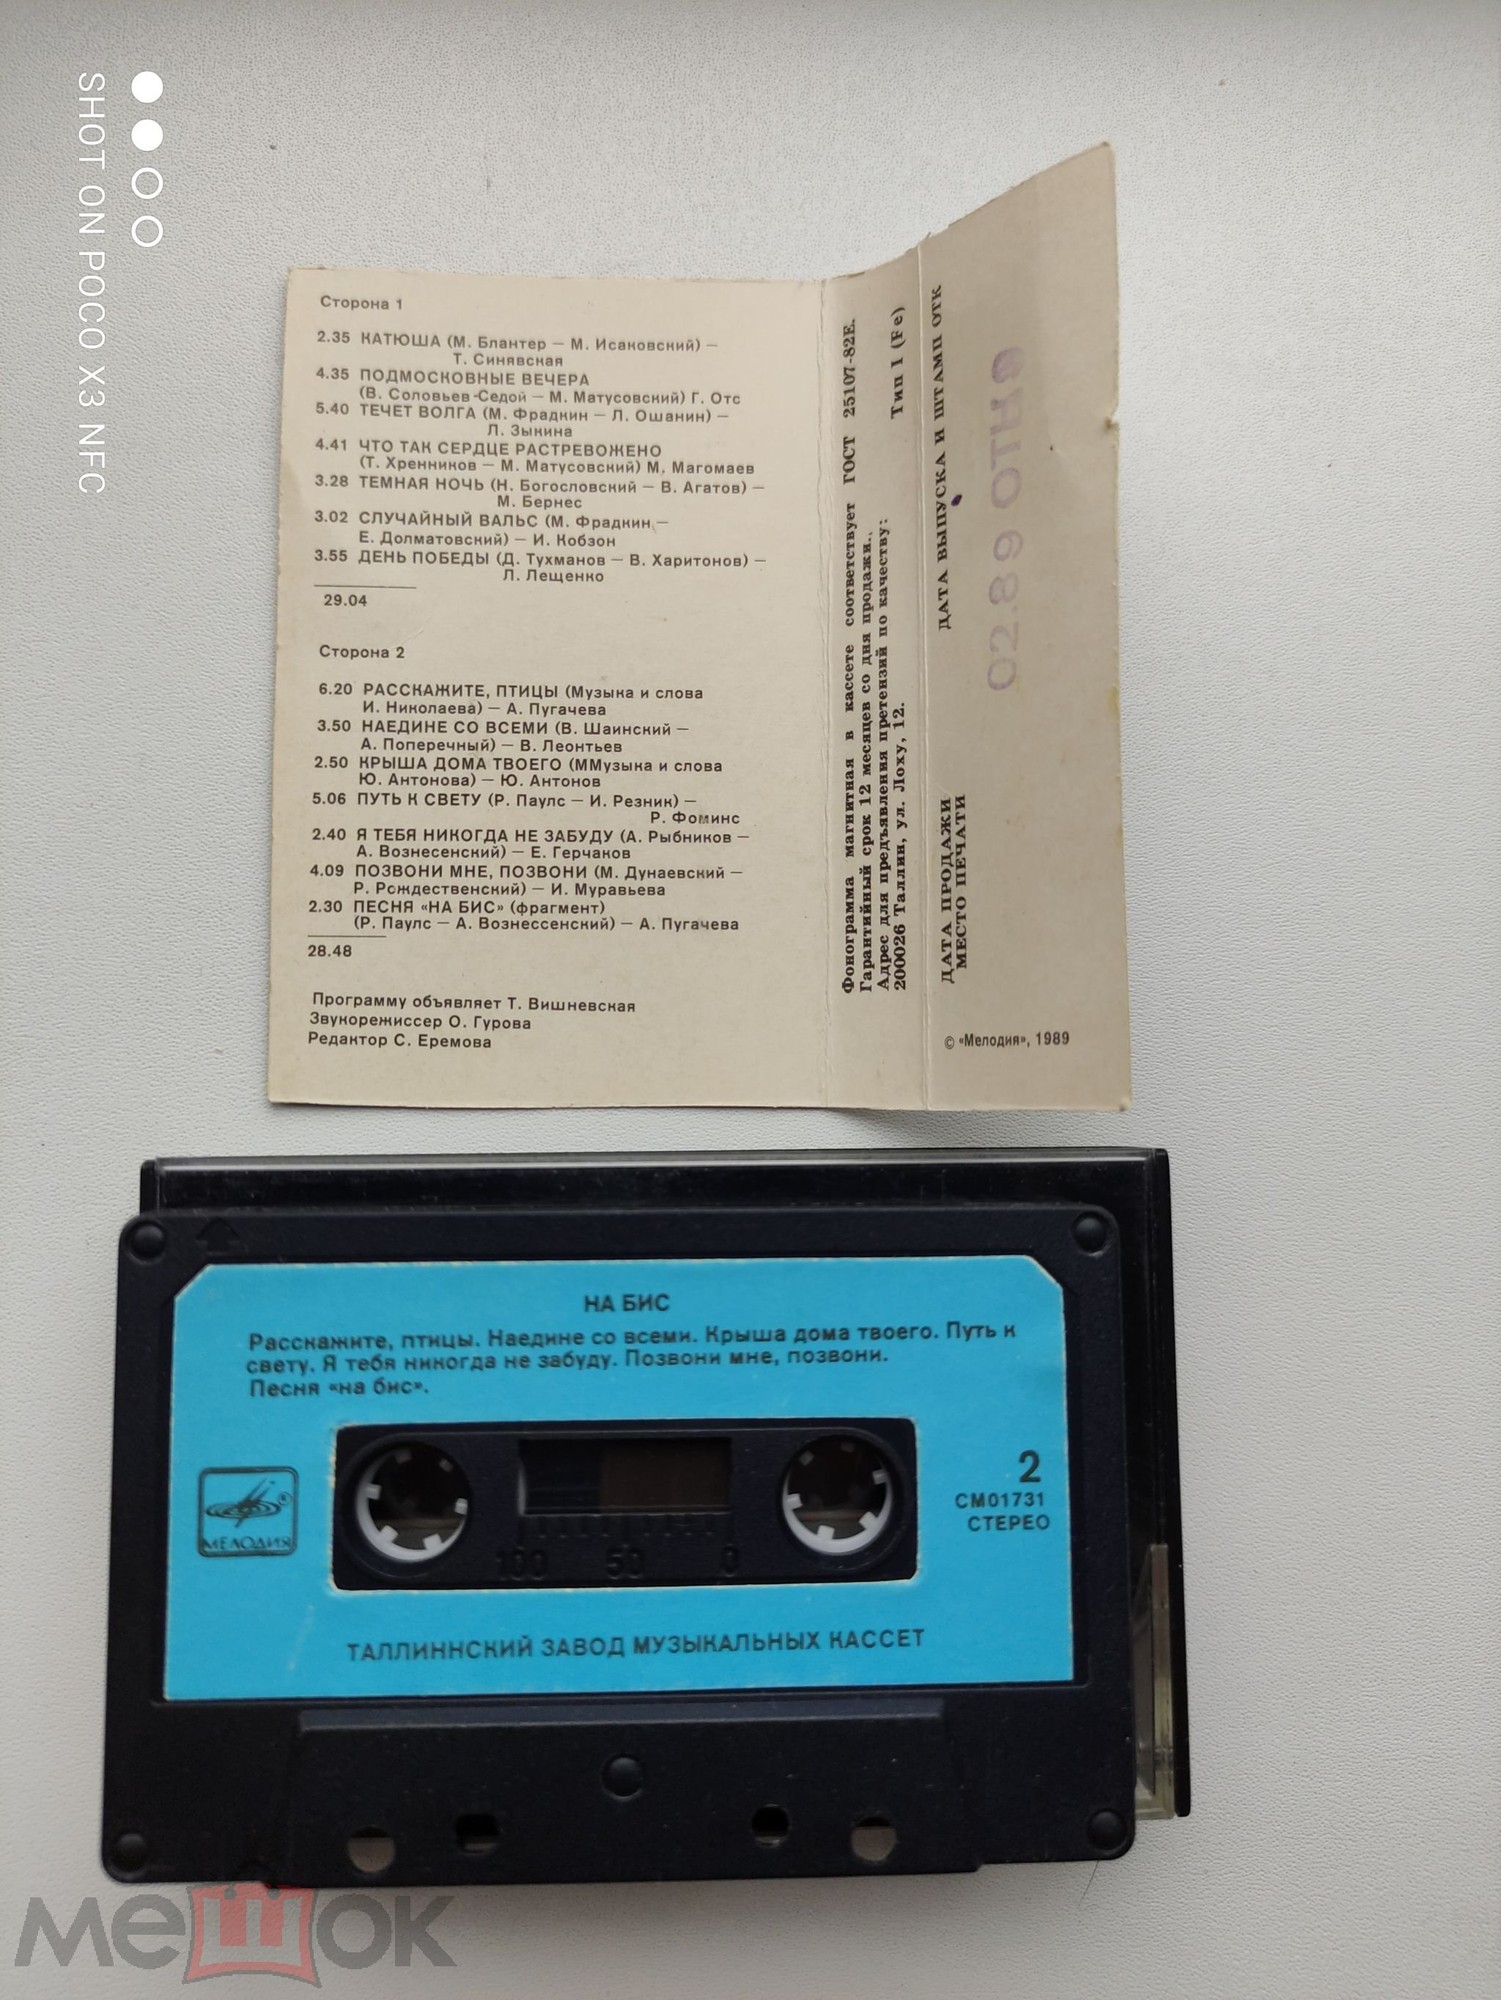 SHOT ON POCO X3 NFC
Сторона 1
2.35 КАТЮША (М. Блантер — М. Исаковский) —
Т. Синявская
4.35 ПОДМОСКОВНЫЕ ВЕЧЕРА
(В. Соловьев-Седой — М. Матусовский) Г. Отс
5.40 ТЕЧЕТ ВОЛГА (М. Фрадкин — Л. Ошанин) —
Л. Зыкина
4.41 ЧТО ТАК СЕРДЦЕ РАСТРЕВОЖЕНО
(Т. Хренников — М. Матусовский) М. Магомаев
3.28 ТЕМНАЯ НОЧЬ (Н. Богословский — В. Агатов) —
М. Бернес
3.02 СЛУЧАЙНЫЙ ВАЛЬС (М. Фрадкин —
Е. Долматовский) — И. Кобзон
3.55 ДЕНЬ ПОБЕДЫ (Д. Тухманов — В. Харитонов) —
Л. Лещенко
29.04
Сторона 2
6.20 РАССКАЖИТЕ, ПТИЦЫ (Музыка и слова
И. Николаева) — А. Пугачева
3.50 НАЕДИНЕ СО ВСЕМИ (В. Шаинский —
А. Поперечный) — В. Леонтьев
2.50 КРЫША ДОМА ТВОЕГО (ММузыка и слова
Ю. Антонова) — Ю. Антонов
5.06 ПУТЬ К СВЕТУ (Р. Паулс — И. Резник) —
Р. Фоминс
2.40 Я ТЕБЯ НИКОГДА НЕ ЗАБУДУ (А. Рыбников —
А. Вознесенский) — Е. Герчаков
4.09 ПОЗВОНИ МНЕ, ПОЗВОНИ (М. Дунаевский —
Р. Рождественский) — И. Муравьева
2.30 ПЕСНЯ «НА БИС» (фрагмент)
(Р. Паулс — А. Вознессенский) — А. Пугачева
28.48
Программу объявляет Т. Вишневская
Звукорежиссер О. Гурова
Редактор С. Еремова
Фонограмма магнитная в кассете соответствует ГОСТ 25107-82Е.
Гарантийный срок 12 месяцев со дня продажи.
Адрес для предъявления претензий по качеству:
200026 Таллин, ул. Лоху, 12. Тип I (Fe)
ДАТА ВЫПУСКА И ШТАМП ОТК
02.89 ОТК
ДАТА ПРОДАЖИ
МЕСТО ПЕЧАТИ
© «Мелодия», 1989
НА БИС
Расскажите, птицы. Наедине со всеми. Крыша дома твоего. Путь к
свету. Я тебя никогда не забуду. Позвони мне, позвони.
Песня «на бис».
МЕЛОДИЯ
2
СМ01731
СТЕРЕО
100 50 0
ТАЛЛИННСКИЙ ЗАВОД МУЗЫКАЛЬНЫХ КАССЕТ
мешок